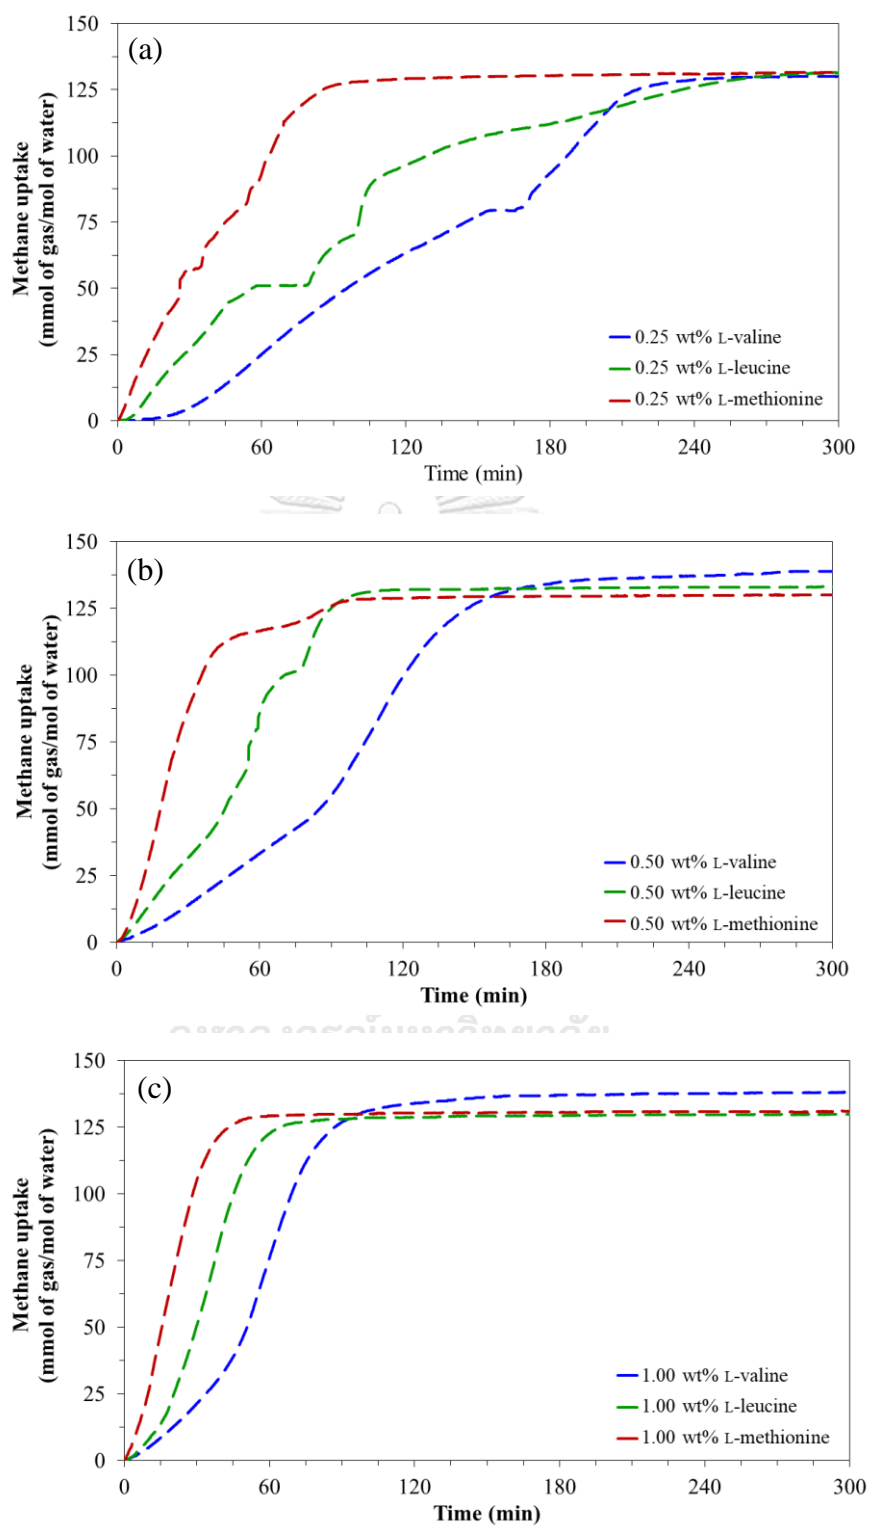 (a)
Methane uptake
(mmol of gas/mol of water)
150
125
100
75
50
25
0
0.25 wt% L-valine
0.25 wt% L-leucine
0.25 wt% L-methionine
0 60 120 180 240 300
Time (min)
(b)
Methane uptake
(mmol of gas/mol of water)
150
125
100
75
50
25
0
0.50 wt% L-valine
0.50 wt% L-leucine
0.50 wt% L-methionine
0 60 120 180 240 300
Time (min)
(c)
Methane uptake
(mmol of gas/mol of water)
150
125
100
75
50
25
0
1.00 wt% L-valine
1.00 wt% L-leucine
1.00 wt% L-methionine
0 60 120 180 240 300
Time (min)